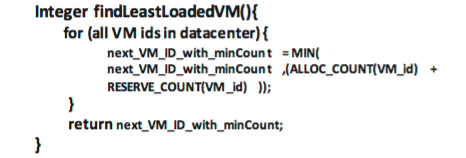 Integer findLeastLoadedVM(){
for (all VM ids in datacenter){
next_VM_ID_with_minCount = MIN(
next_VM_ID_with_minCount ,(ALLOC_COUNT(VM_id) +
RESERVE_COUNT(VM_id) ));
}
return next_VM_ID_with_minCount;
}